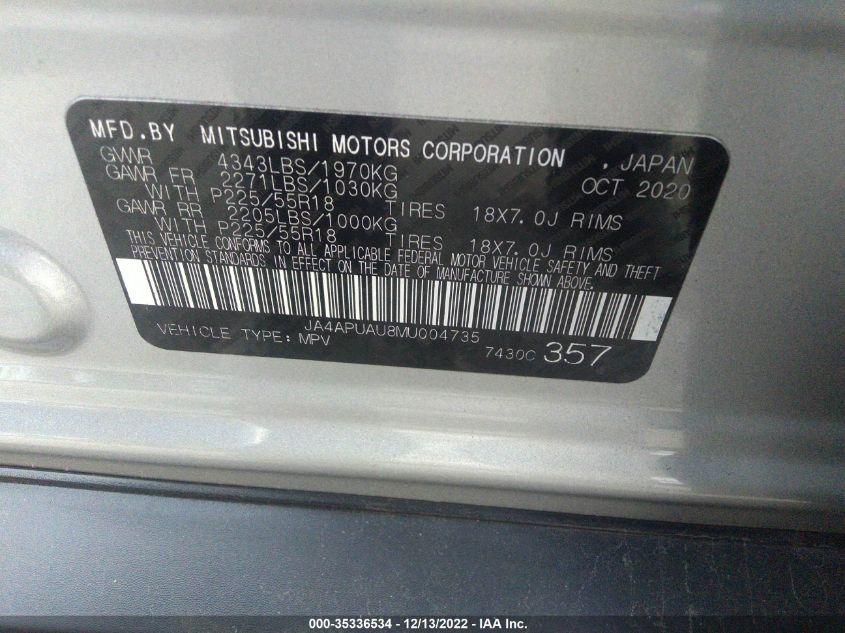 MFD.BY MITSUBISHI MOTORS CORPORATION , JAPAN
GVWR 4343LBS/1970KG OCT 2020
GAWR FR 2271LBS/1030KG
WITH P225/55R18 TIRES 18X7.0J RIMS
GAWR RR 2205LBS/1000KG
WITH P225/55R18 TIRES 18X7.0J RIMS
THIS VEHICLE CONFORMS TO ALL APPLICABLE FEDERAL MOTOR VEHICLE SAFETY AND THEFT
PREVENTION STANDARDS IN EFFECT ON THE DATE OF MANUFACTURE SHOWN ABOVE.
JA4APUAU8MU004735
VEHICLE TYPE: MPV 7430C 357
000-35336534 - 12/13/2022 - IAA Inc.